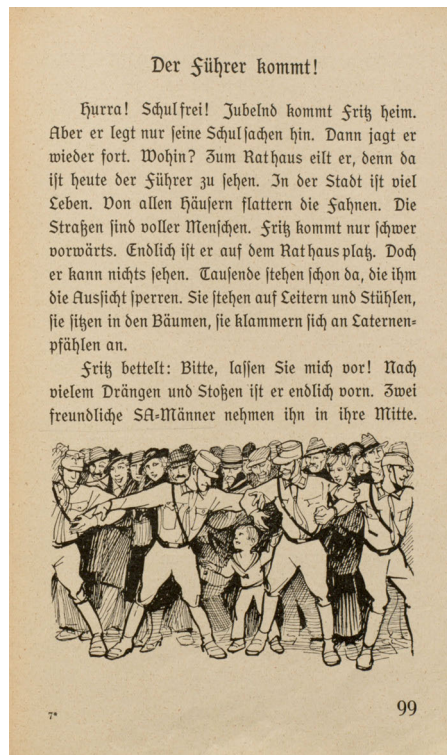 Der Führer kommt!
Hurra! Schulfrei! Jubelnd kommt Fritz heim.
Aber er legt nur seine Schulsachen hin. Dann jagt er
wieder fort. Wohin? Zum Rathaus eilt er, denn da
ist heute der Führer zu sehen. In der Stadt ist viel
Leben. Von allen Häusern flattern die Fahnen. Die
Straßen sind voller Menschen. Fritz kommt nur schwer
vorwärts. Endlich ist er auf dem Rathausplatz. Doch
er kann nichts sehen. Tausende stehen schon da, die ihm
die Aussicht sperren. Sie stehen auf Leitern und Stühlen,
sie sitzen in den Bäumen, sie klammern sich an Laternen-
pfählen an.
Fritz bettelt: Bitte, lassen Sie mich vor! Nach
vielem Drängen und Stoßen ist er endlich vorn. Zwei
freundliche SA-Männer nehmen ihn in ihre Mitte.
7*
99